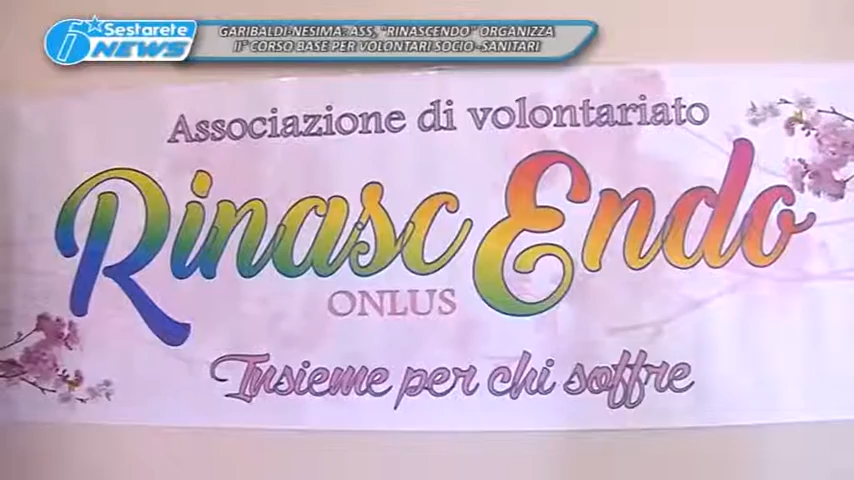 6 Sestarete
NEWS
GARIBALDI-NESIMA: ASS, "RINASCENDO" ORGANIZZA
II° CORSO BASE PER VOLONTARI SOCIO-SANITARI
Associazione di volontariato,
RinascEndo
ONLUS
Insieme per chi soffre